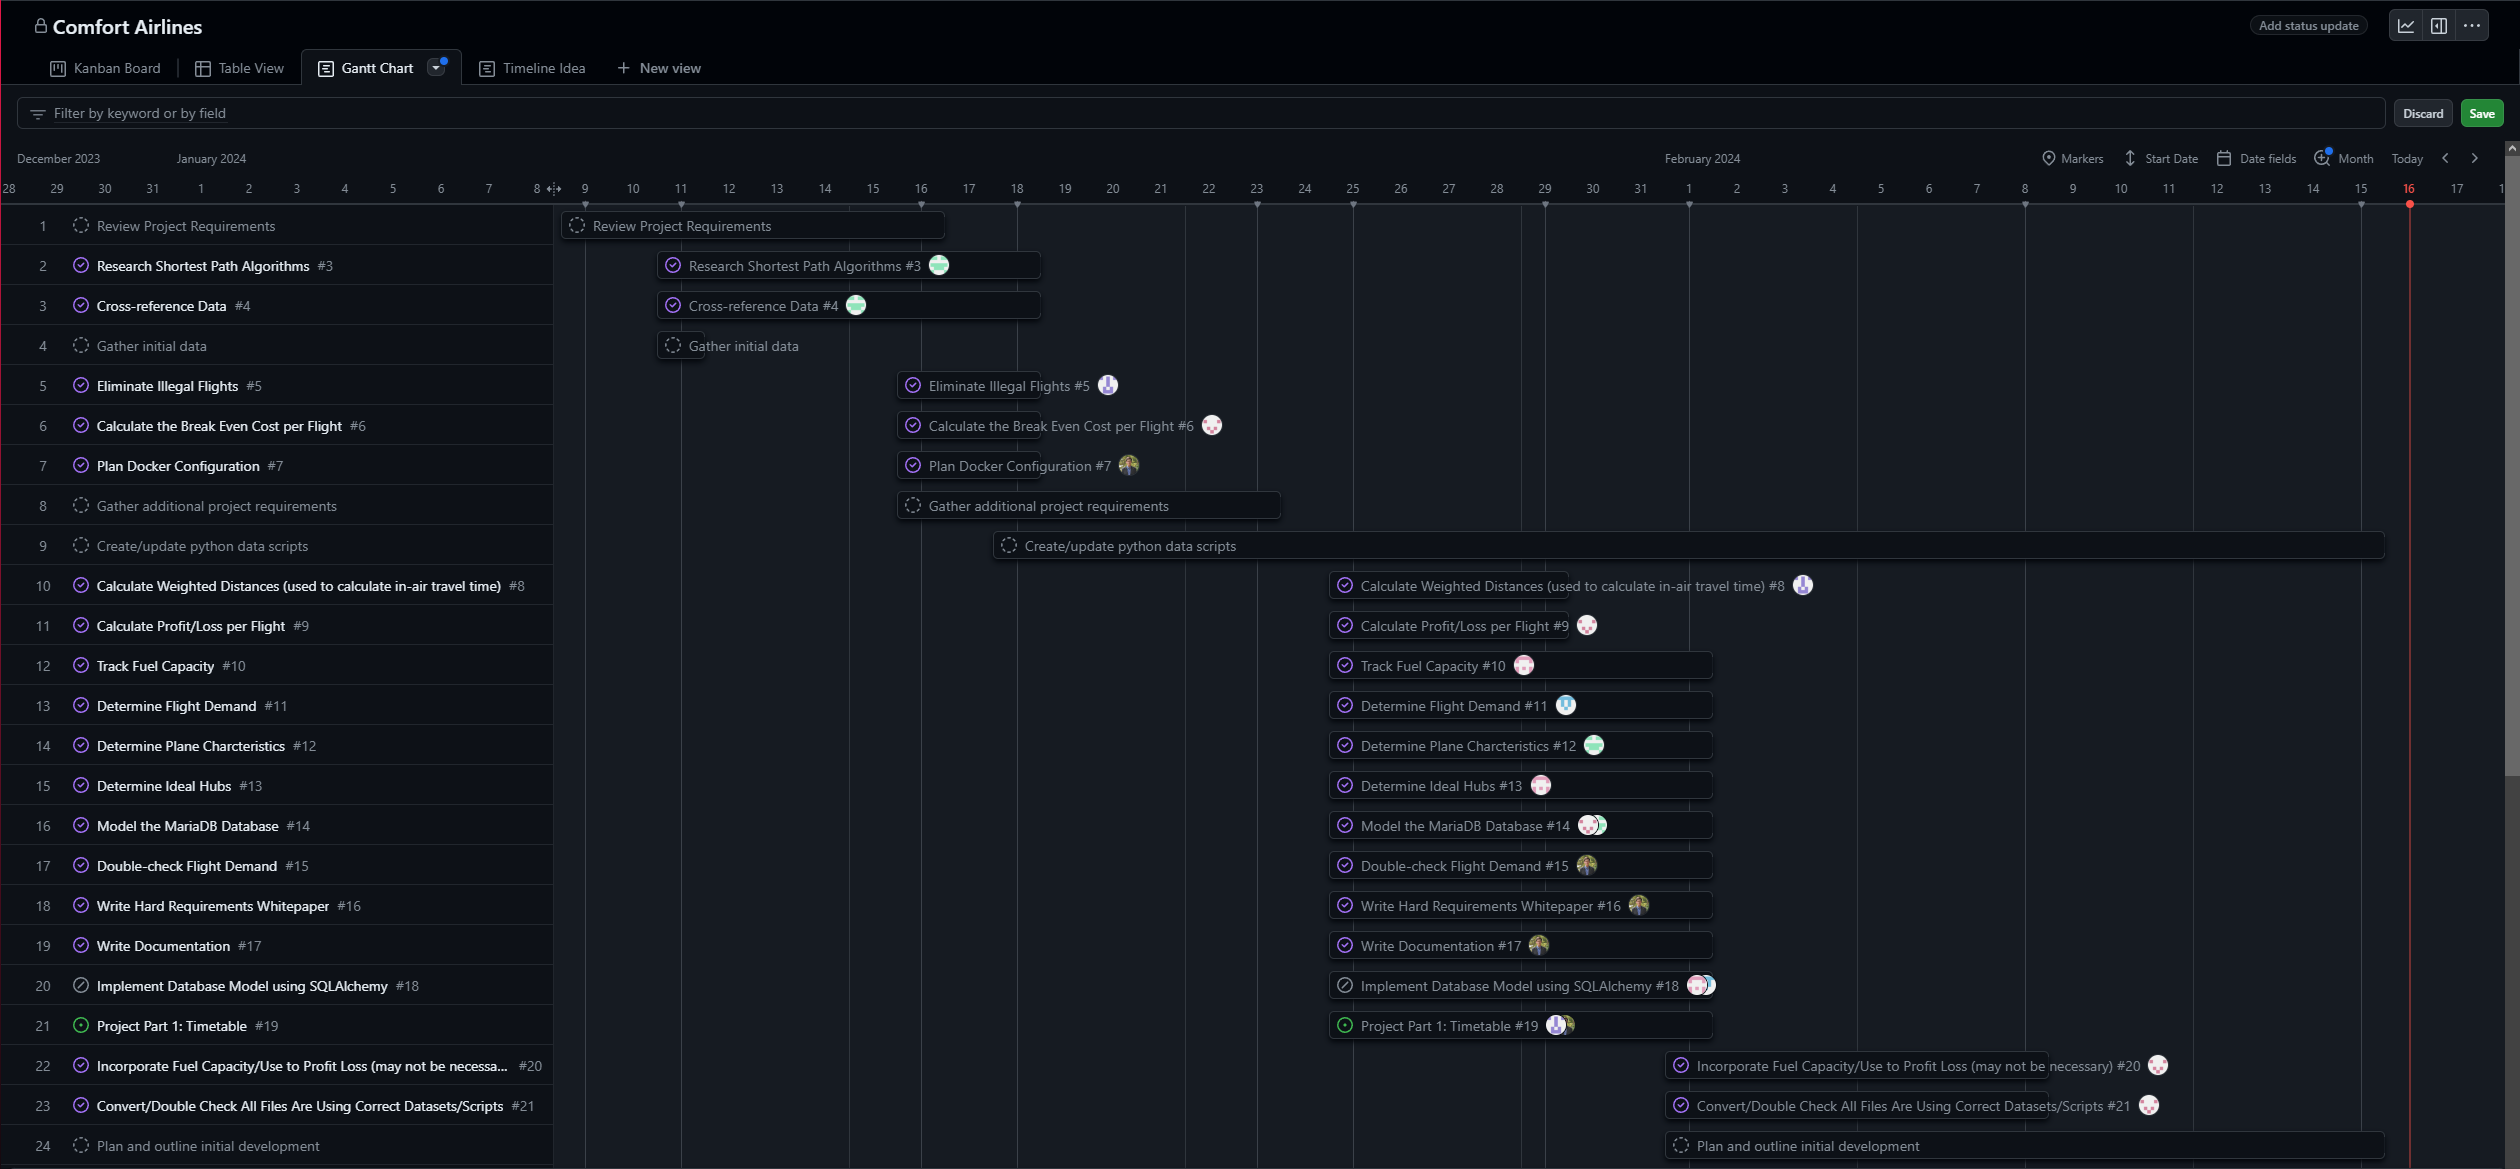 Comfort Airlines
Add status update
Kanban Board
Table View
Gantt Chart
Timeline Idea
New view
Filter by keyword or by field
Discard
Save
December 2023
January 2024
February 2024
Markers
Start Date
Date fields
Month
Today
28 29 30 31 1 2 3 4 5 6 7 8 9 10 11 12 13 14 15 16 17 18 19 20 21 22 23 24 25 26 27 28 29 30 31 1 2 3 4 5 6 7 8 9 10 11 12 13 14 15 16 17 1
1 Review Project Requirements
Review Project Requirements
2 Research Shortest Path Algorithms #3
Research Shortest Path Algorithms #3
3 Cross-reference Data #4
Cross-reference Data #4
4 Gather initial data
Gather initial data
5 Eliminate Illegal Flights #5
Eliminate Illegal Flights #5
6 Calculate the Break Even Cost per Flight #6
Calculate the Break Even Cost per Flight #6
7 Plan Docker Configuration #7
Plan Docker Configuration #7
8 Gather additional project requirements
Gather additional project requirements
9 Create/update python data scripts
Create/update python data scripts
10 Calculate Weighted Distances (used to calculate in-air travel time) #8
Calculate Weighted Distances (used to calculate in-air travel time) #8
11 Calculate Profit/Loss per Flight #9
Calculate Profit/Loss per Flight #9
12 Track Fuel Capacity #10
Track Fuel Capacity #10
13 Determine Flight Demand #11
Determine Flight Demand #11
14 Determine Plane Charcteristics #12
Determine Plane Charcteristics #12
15 Determine Ideal Hubs #13
Determine Ideal Hubs #13
16 Model the MariaDB Database #14
Model the MariaDB Database #14
17 Double-check Flight Demand #15
Double-check Flight Demand #15
18 Write Hard Requirements Whitepaper #16
Write Hard Requirements Whitepaper #16
19 Write Documentation #17
Write Documentation #17
20 Implement Database Model using SQLAlchemy #18
Implement Database Model using SQLAlchemy #18
21 Project Part 1: Timetable #19
Project Part 1: Timetable #19
22 Incorporate Fuel Capacity/Use to Profit Loss (may not be necessa... #20
Incorporate Fuel Capacity/Use to Profit Loss (may not be necessary) #20
23 Convert/Double Check All Files Are Using Correct Datasets/Scripts #21
Convert/Double Check All Files Are Using Correct Datasets/Scripts #21
24 Plan and outline initial development
Plan and outline initial development